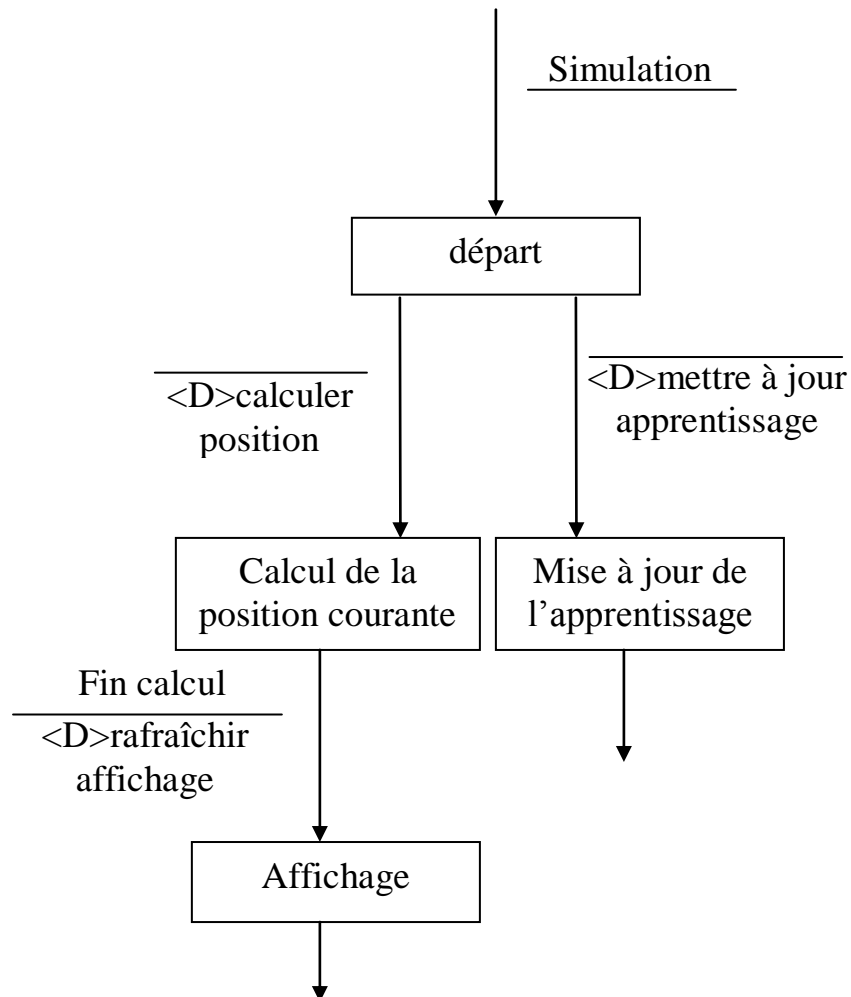 Simulation
départ
<D>calculer
position
<D>mettre à jour
apprentissage
Calcul de la
position courante
Mise à jour de
l’apprentissage
Fin calcul
<D>rafraîchir
affichage
Affichage